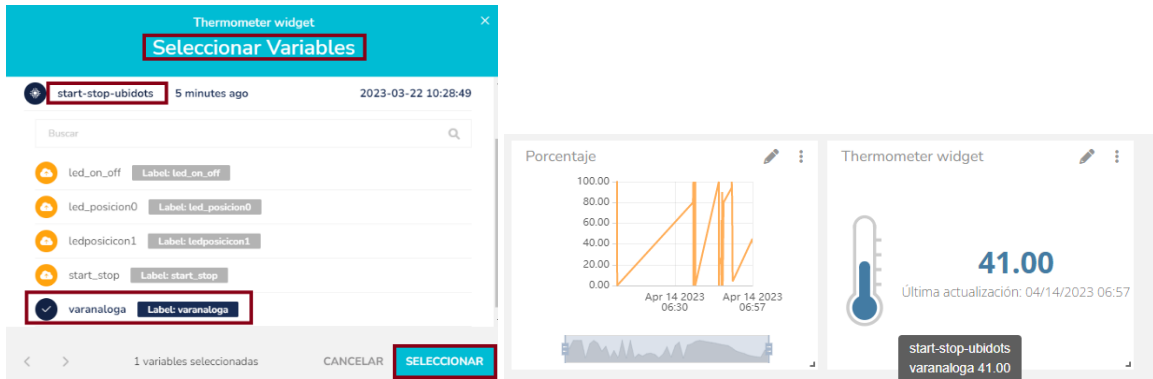 Thermometer widget
Seleccionar Variables
start-stop-ubidots 5 minutes ago 2023-03-22 10:28:49
Buscar
led_on_off Label: led_on_off
led_posicion0 Label: led_posicion0
ledposicicon1 Label: ledposicicon1
start_stop Label: start_stop
varanaloga Label: varanaloga
1 variables seleccionadas CANCELAR SELECCIONAR
Porcentaje
100.00
80.00
60.00
40.00
20.00
0.00
Apr 14 2023 Apr 14 2023
06:30 06:57
Thermometer widget
41.00
Última actualización: 04/14/2023 06:57
start-stop-ubidots
varanaloga 41.00